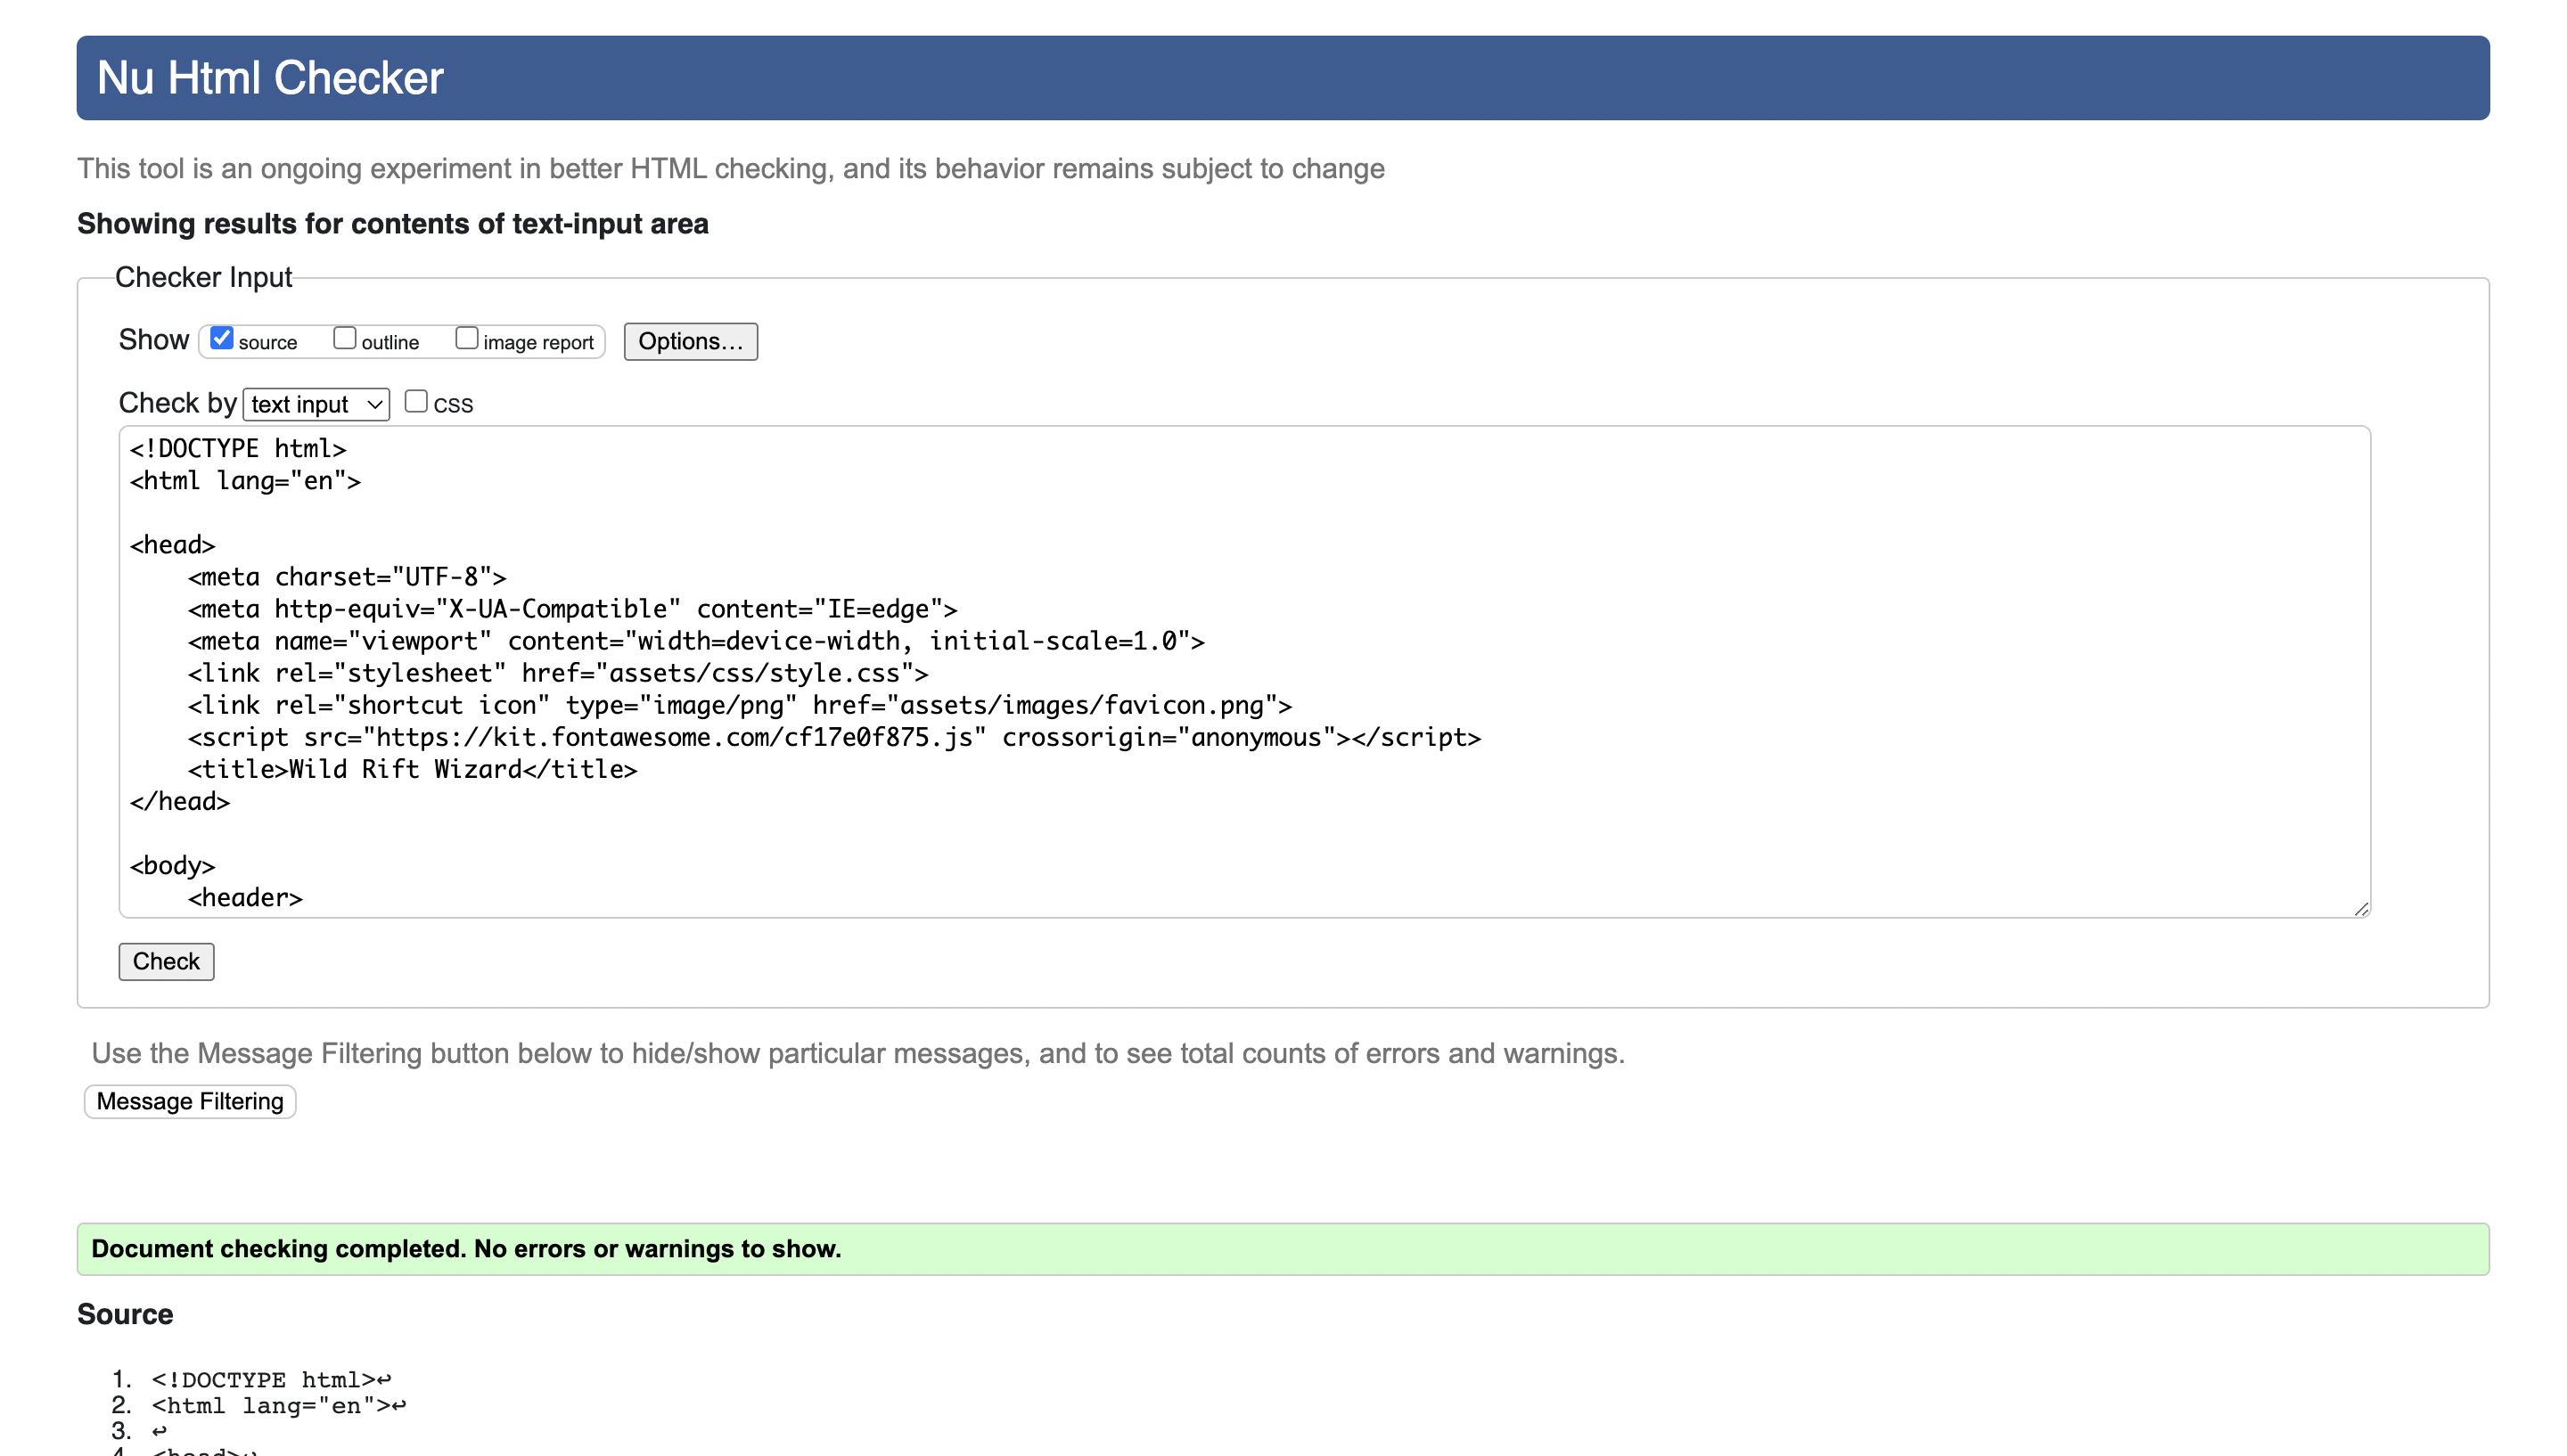 Nu Html Checker
This tool is an ongoing experiment in better HTML checking, and its behavior remains subject to change
Showing results for contents of text-input area
Checker Input
Show source outline image report Options...
Check by text input CSS
<!DOCTYPE html>
<html lang="en">
<head>
    <meta charset="UTF-8">
    <meta http-equiv="X-UA-Compatible" content="IE=edge">
    <meta name="viewport" content="width=device-width, initial-scale=1.0">
    <link rel="stylesheet" href="assets/css/style.css">
    <link rel="shortcut icon" type="image/png" href="assets/images/favicon.png">
    <script src="https://kit.fontawesome.com/cf17e0f875.js" crossorigin="anonymous"></script>
    <title>Wild Rift Wizard</title>
</head>
<body>
    <header>
Check
Use the Message Filtering button below to hide/show particular messages, and to see total counts of errors and warnings.
Message Filtering
Document checking completed. No errors or warnings to show.
Source
1. <!DOCTYPE html>↩
2. <html lang="en">↩
3. ↩
4. <head>↩